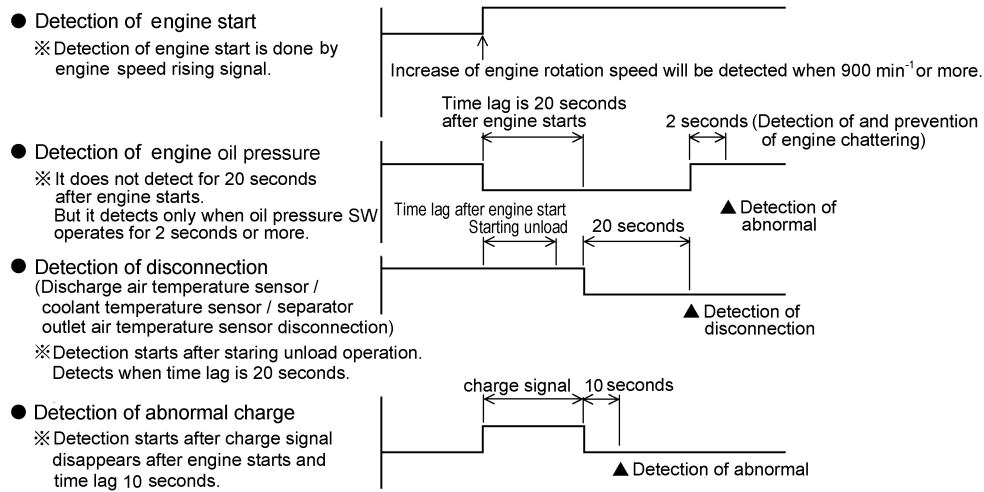 ● Detection of engine start
※ Detection of engine start is done by
engine speed rising signal.
Increase of engine rotation speed will be detected when 900 min-1 or more.
Time lag is 20 seconds
after engine starts
2 seconds (Detection of and prevention
of engine chattering)
● Detection of engine oil pressure
※ It does not detect for 20 seconds
after engine starts.
But it detects only when oil pressure SW
operates for 2 seconds or more.
▲ Detection of
abnormal
Time lag after engine start
Starting unload
20 seconds
● Detection of disconnection
(Discharge air temperature sensor /
coolant temperature sensor / separator
outlet air temperature sensor disconnection)
※ Detection starts after staring unload operation.
Detects when time lag is 20 seconds.
▲ Detection of
disconnection
charge signal
10 seconds
● Detection of abnormal charge
※ Detection starts after charge signal
disappears after engine starts and
time lag 10 seconds.
▲ Detection of abnormal